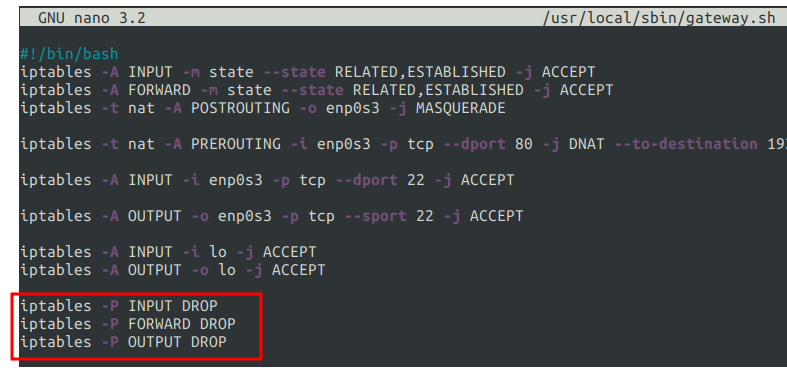 GNU nano 3.2 /usr/local/sbin/gateway.sh
#!/bin/bash
iptables -A INPUT -m state --state RELATED,ESTABLISHED -j ACCEPT
iptables -A FORWARD -m state --state RELATED,ESTABLISHED -j ACCEPT
iptables -t nat -A POSTROUTING -o enp0s3 -j MASQUERADE
iptables -t nat -A PREROUTING -i enp0s3 -p tcp --dport 80 -j DNAT --to-destination
iptables -A INPUT -i enp0s3 -p tcp --dport 22 -j ACCEPT
iptables -A OUTPUT -o enp0s3 -p tcp --sport 22 -j ACCEPT
iptables -A INPUT -i lo -j ACCEPT
iptables -A OUTPUT -o lo -j ACCEPT
iptables -P INPUT DROP
iptables -P FORWARD DROP
iptables -P OUTPUT DROP